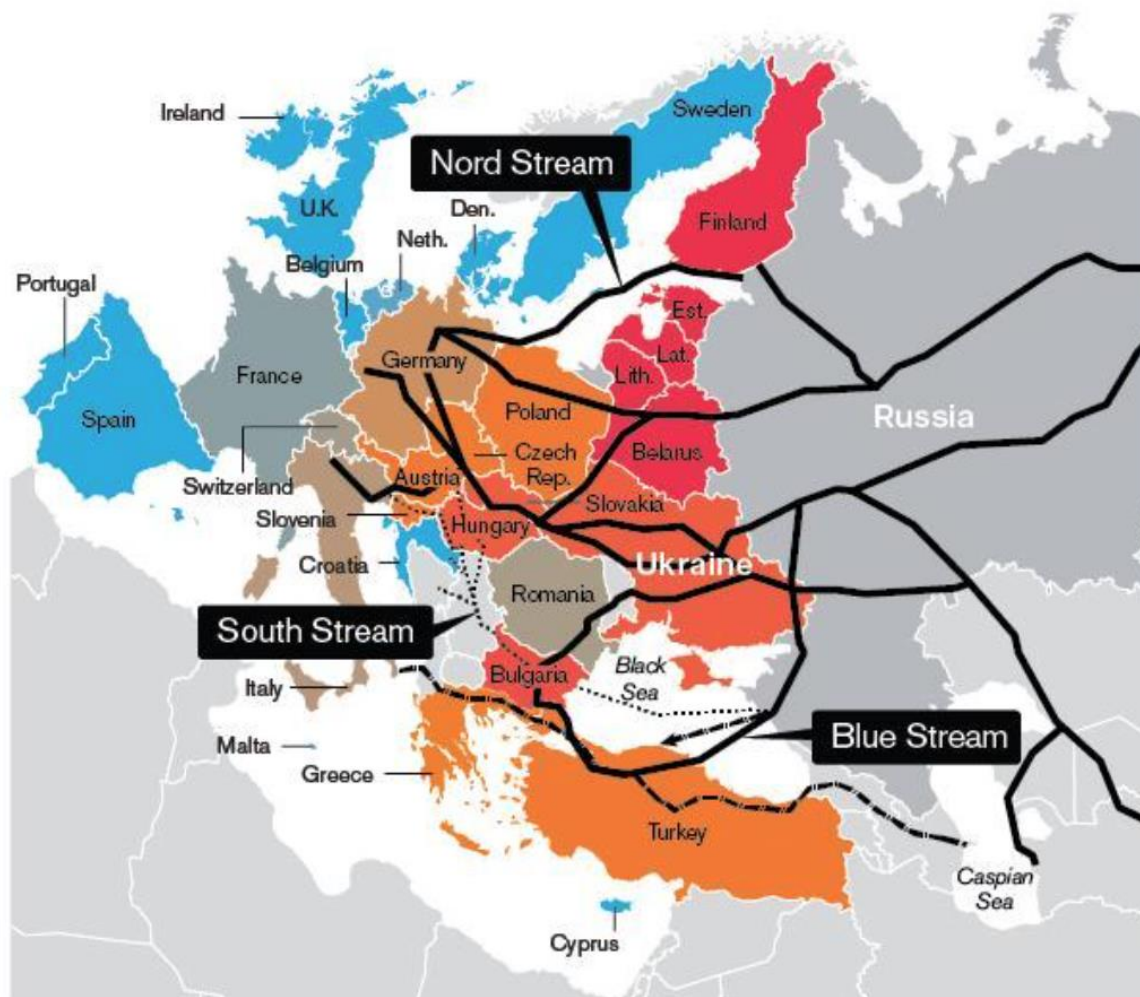 Ireland
Sweden
Nord Stream
U.K.
Den.
Finland
Neth.
Belgium
Portugal
Est.
Lat.
Germany
Lith.
France
Spain
Poland
Russia
Czech
Rep.
Belarus
Austria
Switzerland
Slovakia
Slovenia
Hungary
Croatia
Ukraine
Romania
South Stream
Black
Sea
Bulgaria
Italy
Blue Stream
Malta
Greece
Turkey
Caspian
Sea
Cyprus